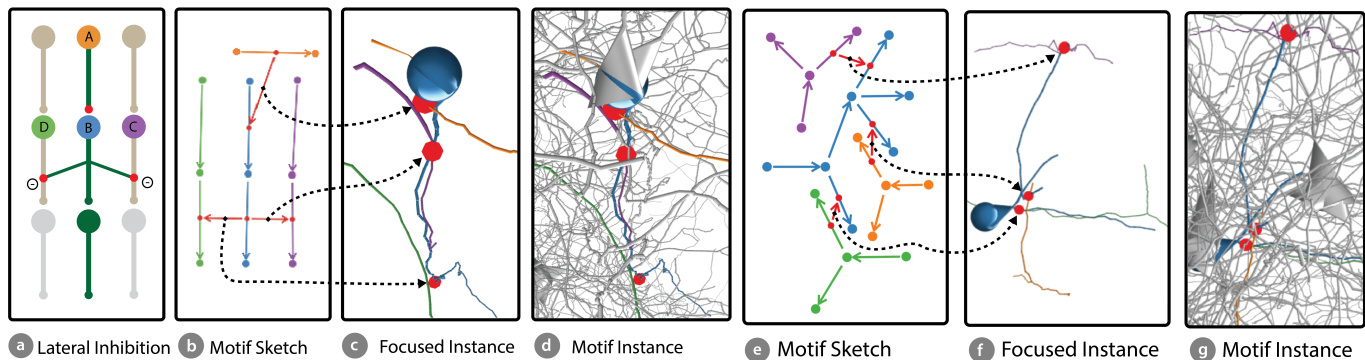 A
D B C
⊖ ⊖
a Lateral Inhibition b Motif Sketch c Focused Instance d Motif Instance e Motif Sketch f Focused Instance g Motif Instance